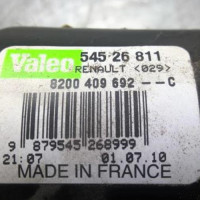 Valeo 545 26 811
RENAULT <029>
8200 409 692 -- C
9 879545 268999
21:07 01.07.10
MADE IN FRANCE